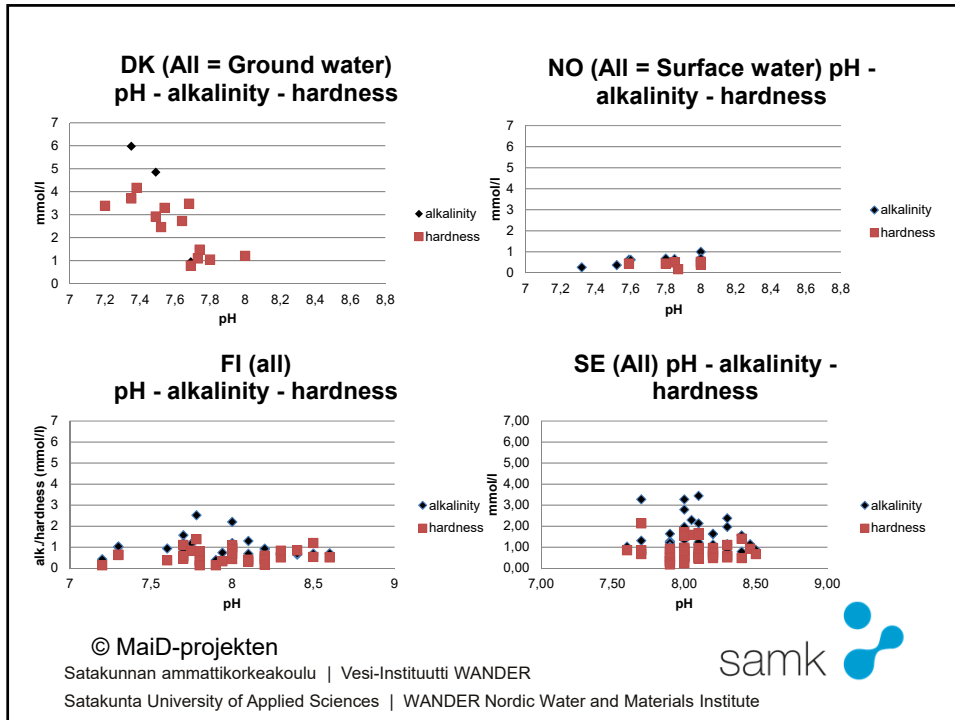 DK (All = Ground water)
pH - alkalinity - hardness
7
6
5
4
3
2
1
0
mmol/l
7 7,2 7,4 7,6 7,8 8 8,2 8,4 8,6 8,8
pH
alkalinity
hardness
NO (All = Surface water) pH -
alkalinity - hardness
7
6
5
4
3
2
1
0
mmol/l
7 7,2 7,4 7,6 7,8 8 8,2 8,4 8,6 8,8
pH
alkalinity
hardness
FI (all)
pH - alkalinity - hardness
7
6
5
4
3
2
1
0
alk./hardness (mmol/l)
7 7,5 8 8,5 9
pH
alkalinity
hardness
SE (All) pH - alkalinity -
hardness
7,00
6,00
5,00
4,00
3,00
2,00
1,00
0,00
mmol/l
7,00 7,50 8,00 8,50 9,00
pH
alkalinity
hardness
© MaiD-projekten
Satakunnan ammattikorkeakoulu | Vesi-Instituutti WANDER
Satakunta University of Applied Sciences | WANDER Nordic Water and Materials Institute
samk